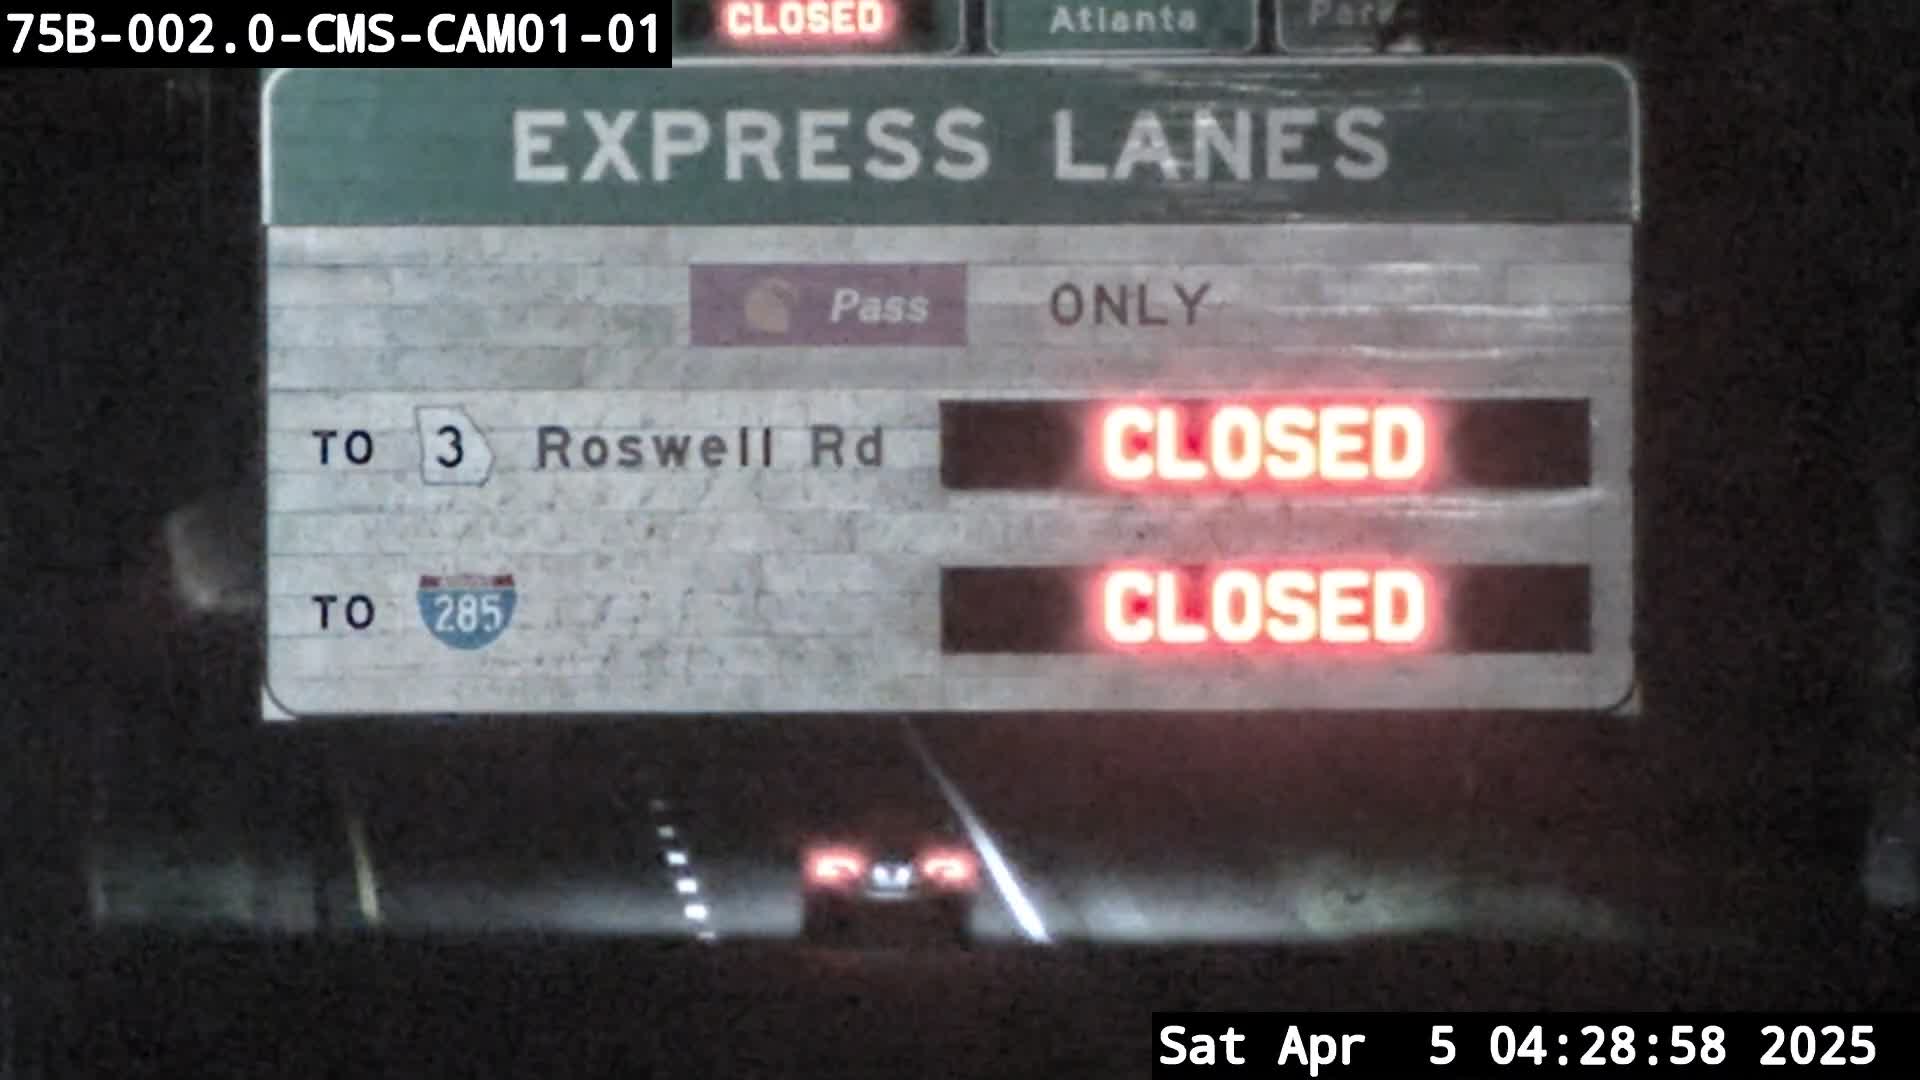 75B-002.0-CMS-CAM01-01
CLOSED
Atlanta
Park
EXPRESS LANES
Pass ONLY
TO 3 Roswell Rd CLOSED
TO 285 CLOSED
Sat Apr 5 04:28:58 2025